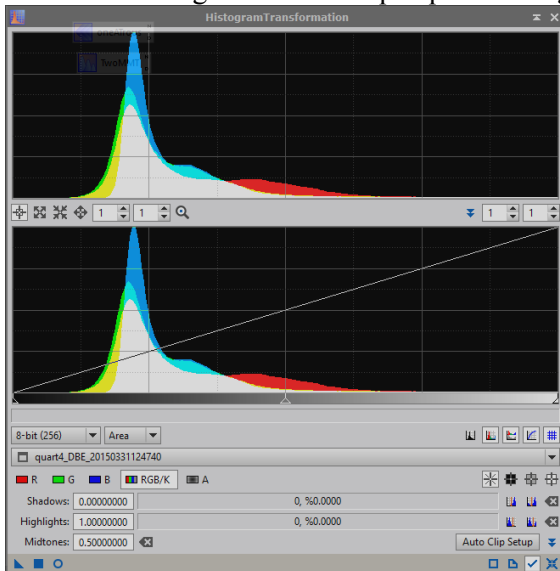 HistogramTransformation
TwoMMT
1 1 1 1
8-bit (256) Area
quart4_DBE_20150331124740
R G B RGB/K A
Shadows: 0.00000000 0, %0.0000
Highlights: 1.00000000 0, %0.0000
Midtones: 0.50000000 Auto Clip Setup